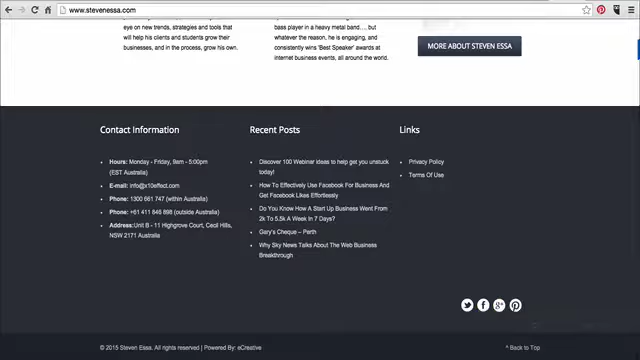 www.stevenessa.com
eye on new trends, strategies and tools that
will help his clients and students grow their
businesses, and in the process, grow his own.
bass player in a heavy metal band.... but
whatever the reason, he is engaging, and
consistently wins 'Best Speaker' awards at
internet business events, all around the world.
MORE ABOUT STEVEN ESSA
Contact Information
Hours: Monday - Friday, 9am - 5:00pm
(EST Australia)
E-mail: info@x10effect.com
Phone: 1300 661 747 (within Australia)
Phone: +61 411 846 898 (outside Australia)
Address:Unit B - 11 Highgrove Court, Cecil Hills,
NSW 2171 Australia
Recent Posts
Discover 100 Webinar ideas to help get you unstuck
today!
How To Effectively Use Facebook For Business And
Get Facebook Likes Effortlessly
Do You Know How A Start Up Business Went From
2k To 5.5k A Week In 7 Days?
Gary's Cheque – Perth
Why Sky News Talks About The Web Business
Breakthrough
Links
Privacy Policy
Terms Of Use
© 2015 Steven Essa. All rights reserved | Powered By: eCreative
^ Back to Top